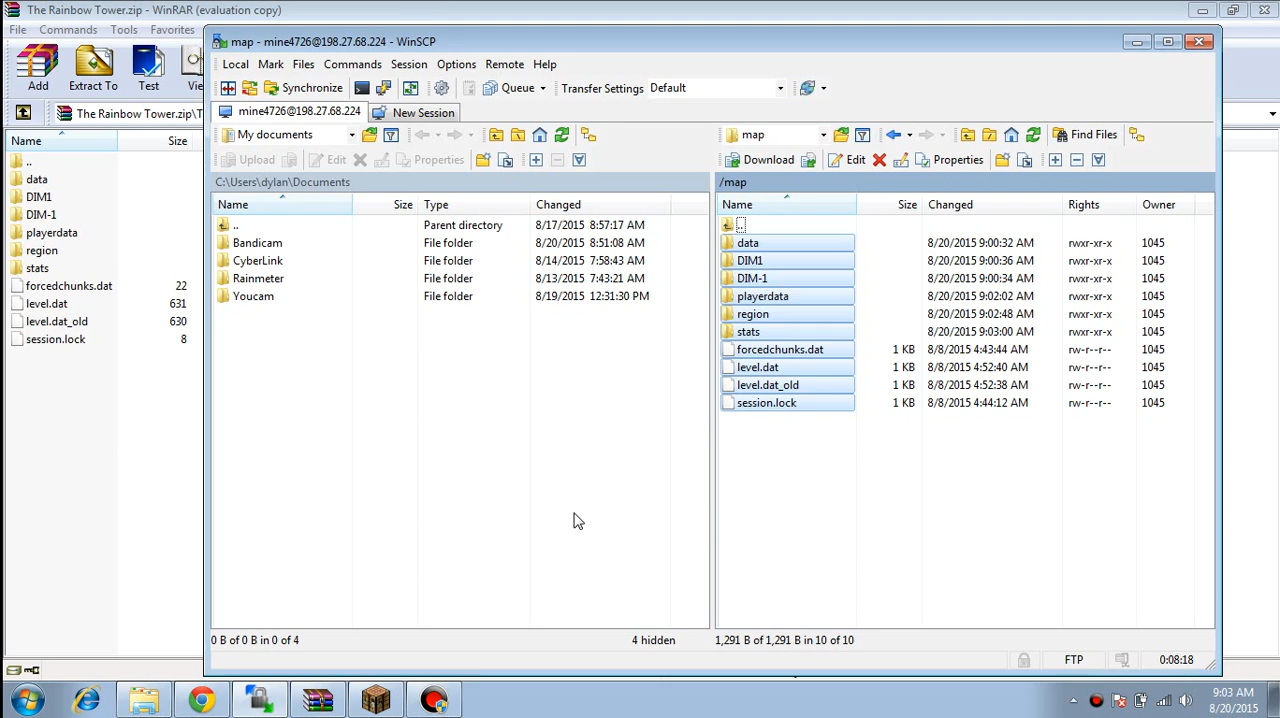 The Rainbow Tower.zip - WinRAR (evaluation copy)
File Commands Tools Favorites
Add Extract To Test
The Rainbow Tower.zip\T
Name Size
..
data
DIM1
DIM-1
playerdata
region
stats
forcedchunks.dat 22
level.dat 631
level.dat_old 630
session.lock 8
map - mine4726@198.27.68.224 - WinSCP
Local Mark Files Commands Session Options Remote Help
Synchronize Queue Transfer Settings Default
mine4726@198.27.68.224 New Session
My documents
Upload Edit Properties
C:\Users\dylan\Documents
Name Size Type Changed
.. Parent directory 8/17/2015 8:57:17 AM
Bandicam File folder 8/20/2015 8:51:08 AM
CyberLink File folder 8/14/2015 7:58:43 AM
Rainmeter File folder 8/13/2015 7:43:21 AM
Youcam File folder 8/19/2015 12:31:30 PM
0 B of 0 B in 0 of 4 4 hidden
map Find Files
Download Edit Properties
/map
Name Size Changed Rights Owner
..
data 8/20/2015 9:00:32 AM rwxr-xr-x 1045
DIM1 8/20/2015 9:00:36 AM rwxr-xr-x 1045
DIM-1 8/20/2015 9:00:34 AM rwxr-xr-x 1045
playerdata 8/20/2015 9:02:02 AM rwxr-xr-x 1045
region 8/20/2015 9:02:48 AM rwxr-xr-x 1045
stats 8/20/2015 9:03:00 AM rwxr-xr-x 1045
forcedchunks.dat 1 KB 8/8/2015 4:43:44 AM rw-r--r-- 1045
level.dat 1 KB 8/8/2015 4:52:40 AM rw-r--r-- 1045
level.dat_old 1 KB 8/8/2015 4:52:38 AM rw-r--r-- 1045
session.lock 1 KB 8/8/2015 4:44:12 AM rw-r--r-- 1045
1,291 B of 1,291 B in 10 of 10
FTP 0:08:18
9:03 AM
8/20/2015